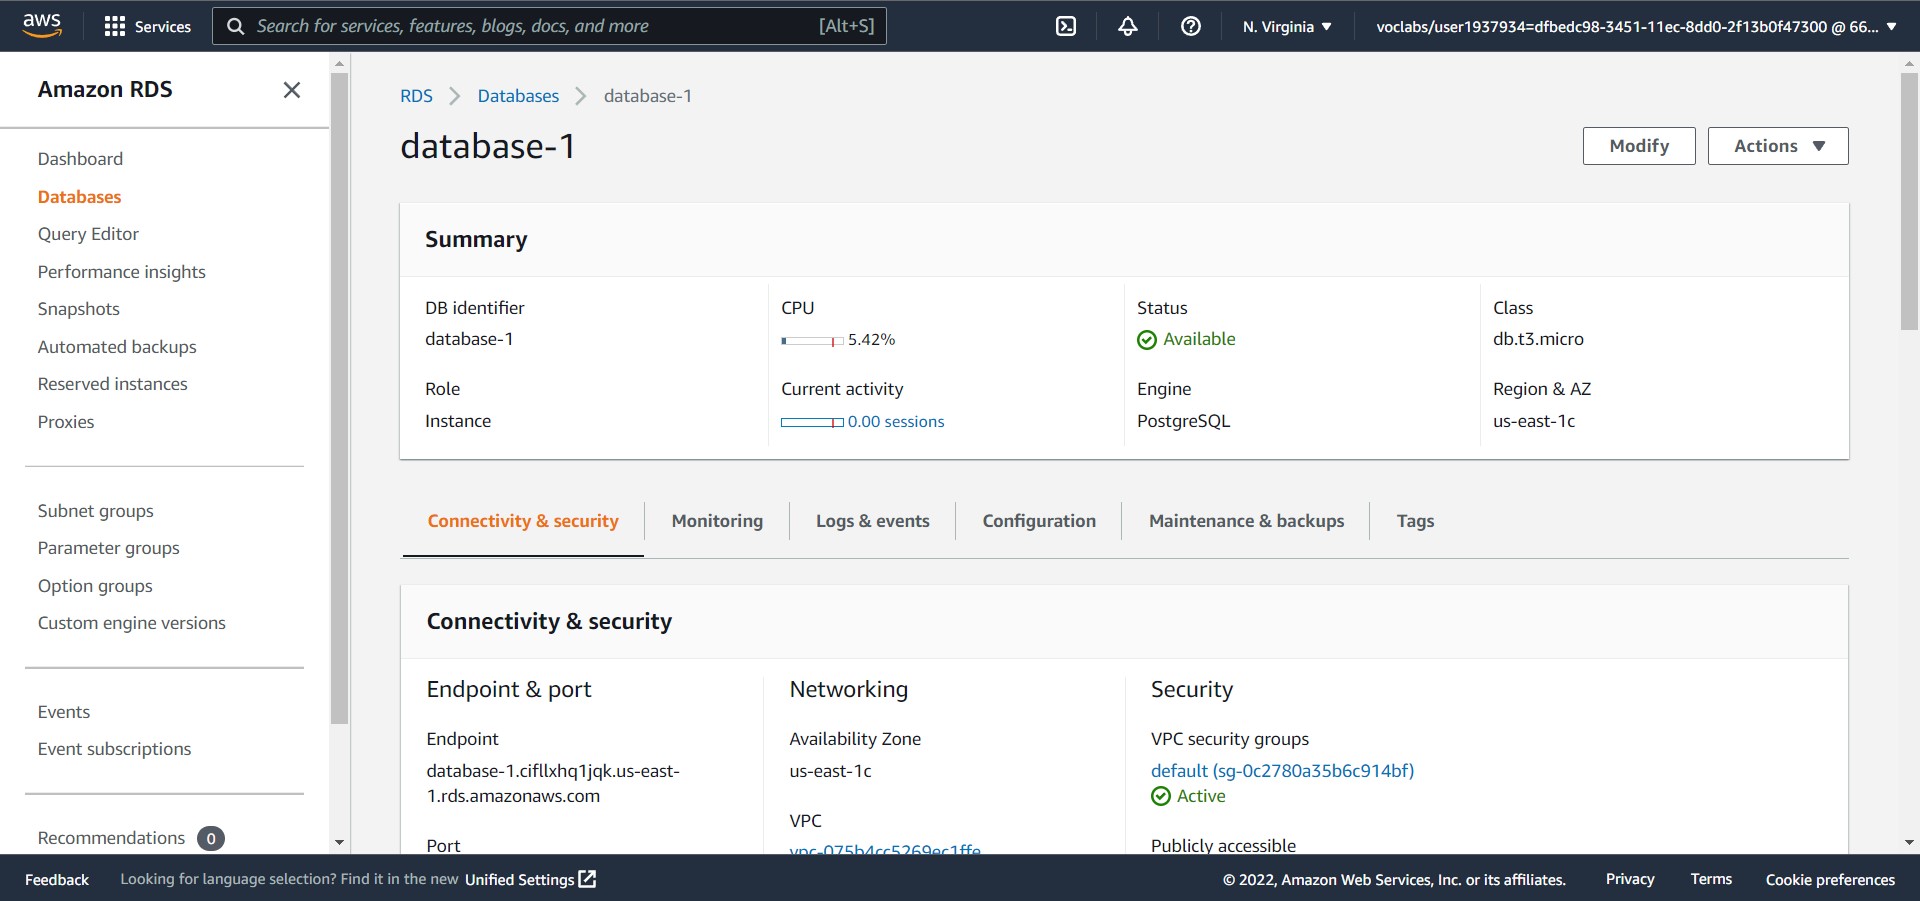 aws
Services
Search for services, features, blogs, docs, and more
[Alt+S]
N. Virginia
voclabs/user1937934=dfbedc98-3451-11ec-8dd0-2f13b0f47300 @ 66...
Amazon RDS
Dashboard
Databases
Query Editor
Performance insights
Snapshots
Automated backups
Reserved instances
Proxies
Subnet groups
Parameter groups
Option groups
Custom engine versions
Events
Event subscriptions
Recommendations 0
RDS
Databases
database-1
database-1
Modify
Actions
Summary
DB identifier
database-1
CPU
5.42%
Status
Available
Class
db.t3.micro
Role
Instance
Current activity
0.00 sessions
Engine
PostgreSQL
Region & AZ
us-east-1c
Connectivity & security
Monitoring
Logs & events
Configuration
Maintenance & backups
Tags
Connectivity & security
Endpoint & port
Endpoint
database-1.cifllxhq1jqk.us-east-
1.rds.amazonaws.com
Port
Networking
Availability Zone
us-east-1c
VPC
vpc-075b4cc5269ec1ffe
Security
VPC security groups
default (sg-0c2780a35b6c914bf)
Active
Publicly accessible
Feedback
Looking for language selection? Find it in the new Unified Settings
© 2022, Amazon Web Services, Inc. or its affiliates.
Privacy
Terms
Cookie preferences